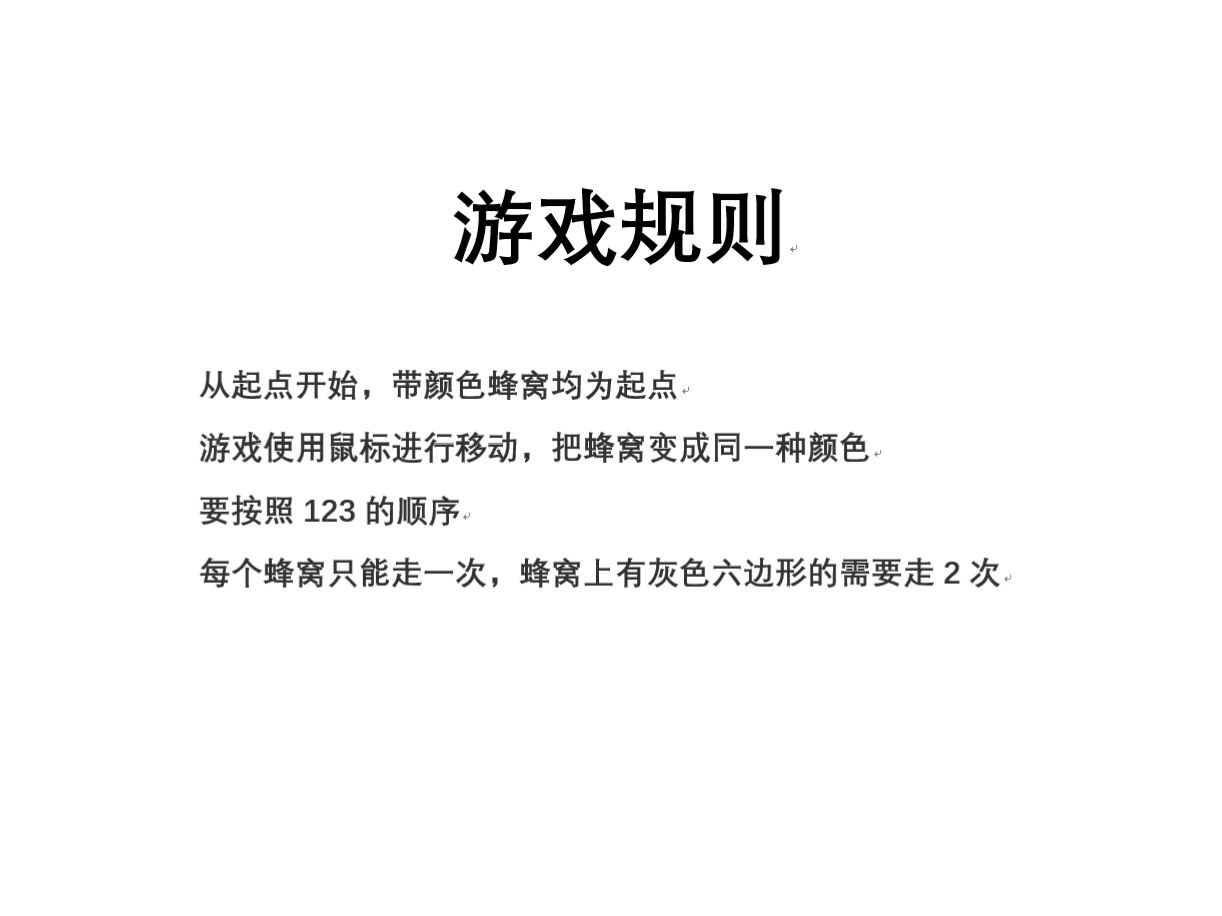 游戏规则
从起点开始，带颜色蜂窝均为起点
游戏使用鼠标进行移动，把蜂窝变成同一种颜色
要按照 123 的顺序
每个蜂窝只能走一次，蜂窝上有灰色六边形的需要走 2 次